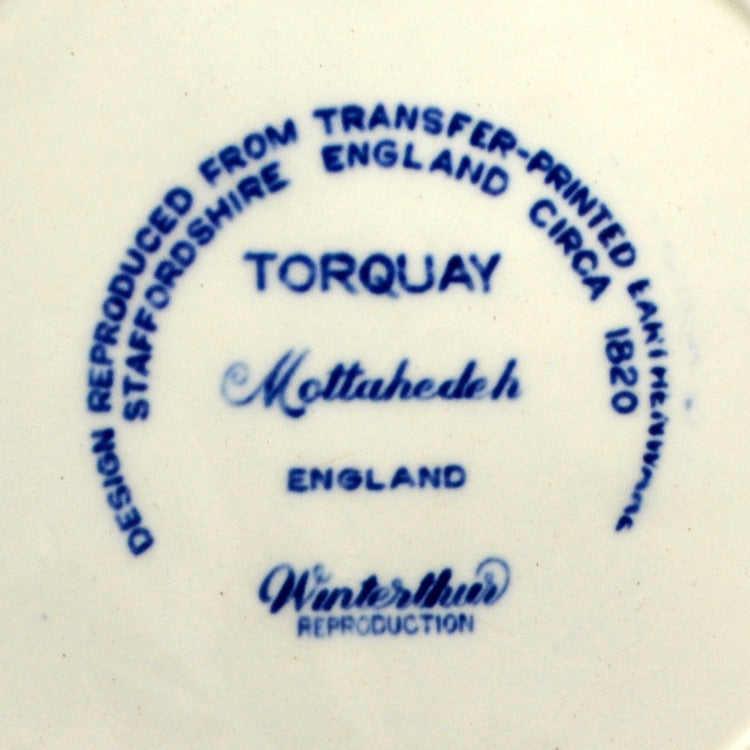 DESIGN REPRODUCED FROM TRANSFER-PRINTED EARTHENWARE
STAFFORDSHIRE ENGLAND CIRCA 1820
TORQUAY
Mottahedeh
ENGLAND
Winterthur
REPRODUCTION